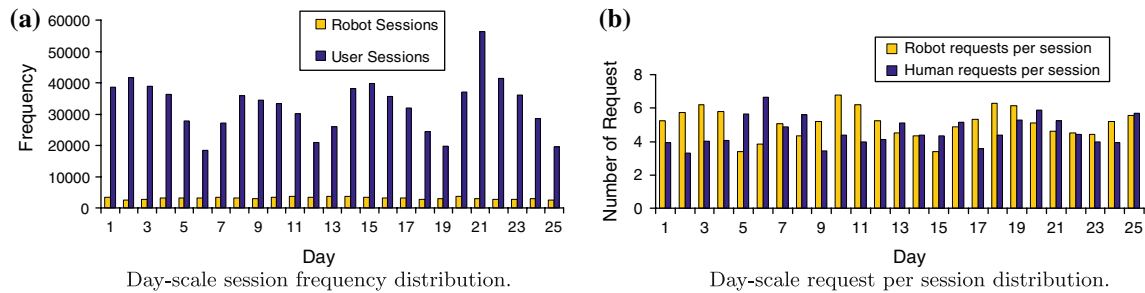 (a)
Robot Sessions
User Sessions
Frequency
60000
50000
40000
30000
20000
10000
0
1 3 5 7 9 11 13 15 17 19 21 23 25
Day
Day-scale session frequency distribution.
(b)
Robot requests per session
Human requests per session
Number of Request
8
6
4
2
0
1 3 5 7 9 11 13 15 17 19 21 23 25
Day
Day-scale request per session distribution.